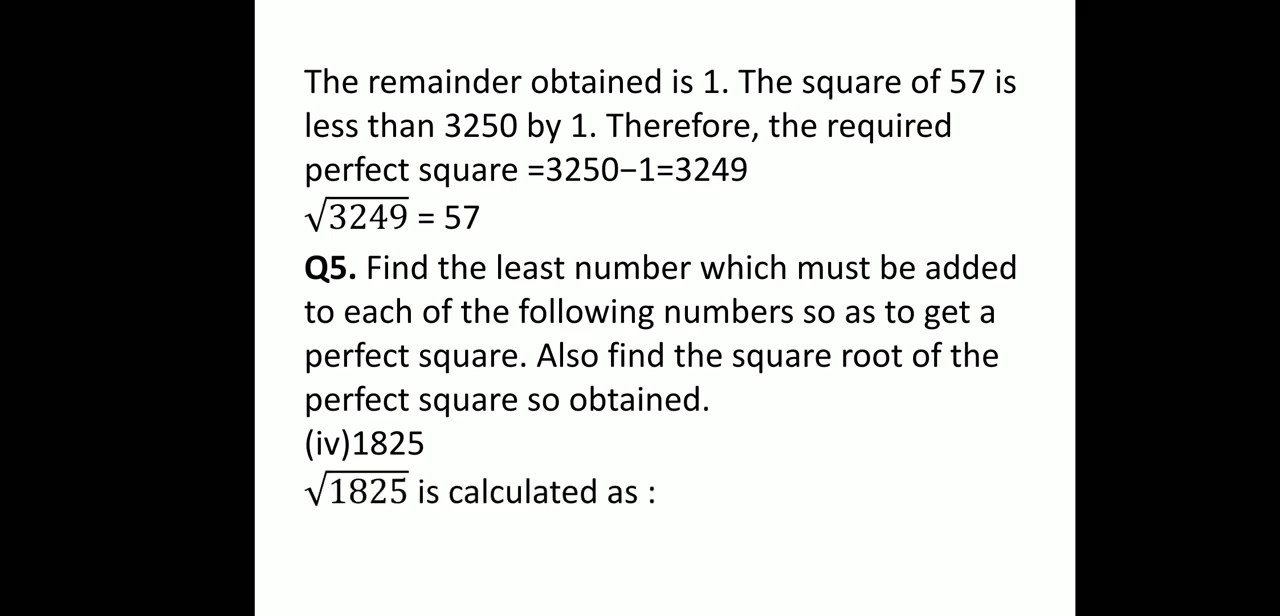 The remainder obtained is 1. The square of 57 is
less than 3250 by 1. Therefore, the required
perfect square =3250−1=3249
√3249 = 57
Q5. Find the least number which must be added
to each of the following numbers so as to get a
perfect square. Also find the square root of the
perfect square so obtained.
(iv)1825
√1825 is calculated as :